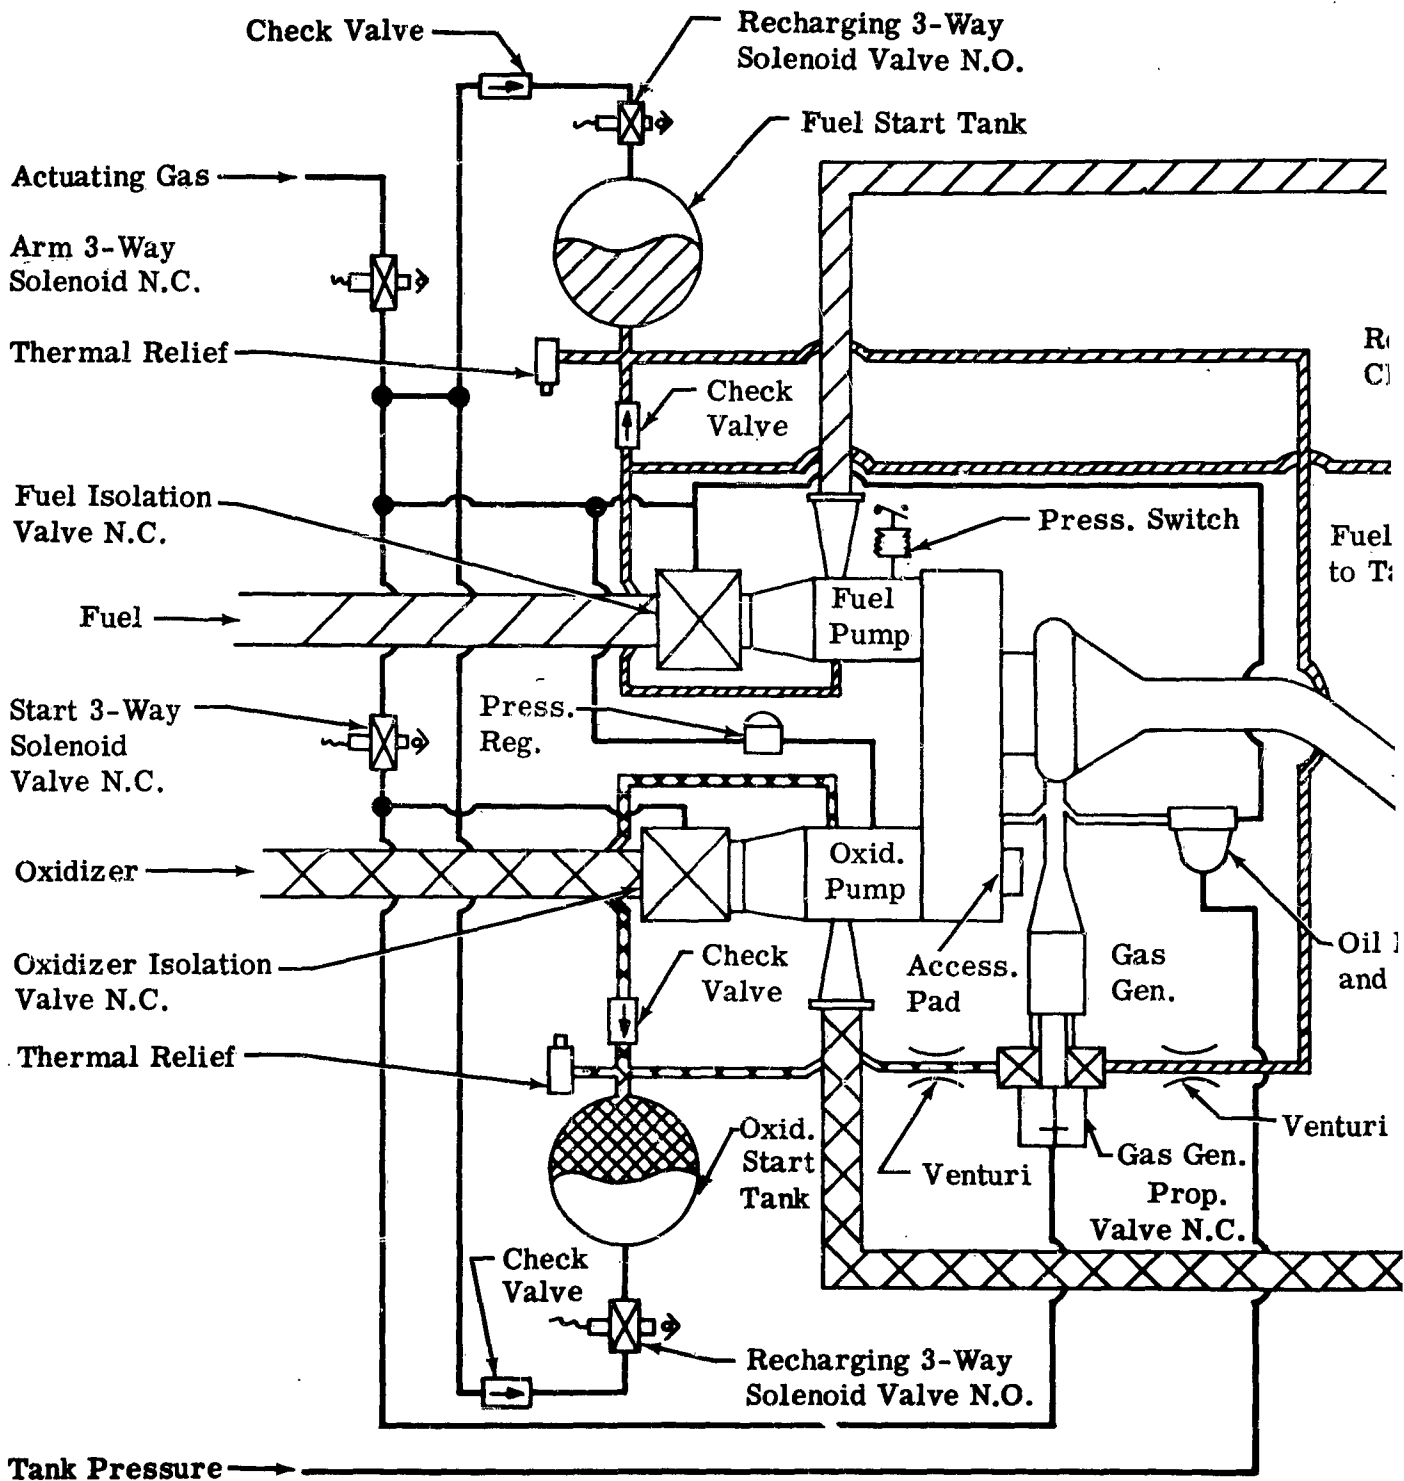 Check Valve
Recharging 3-Way
Solenoid Valve N.O.
Fuel Start Tank
Actuating Gas
Arm 3-Way
Solenoid N.C.
Thermal Relief
Check
Valve
Fuel Isolation
Valve N.C.
Press. Switch
Fuel
to
Fuel
Fuel
Pump
Start 3-Way
Solenoid
Valve N.C.
Press.
Reg.
Oxidizer
Oxid.
Pump
Oil
and
Oxidizer Isolation
Valve N.C.
Check
Valve
Access.
Pad
Gas
Gen.
Thermal Relief
Venturi
Oxid.
Start
Tank
Venturi
Gas Gen.
Prop.
Valve N.C.
Check
Valve
Recharging 3-Way
Solenoid Valve N.O.
Tank Pressure